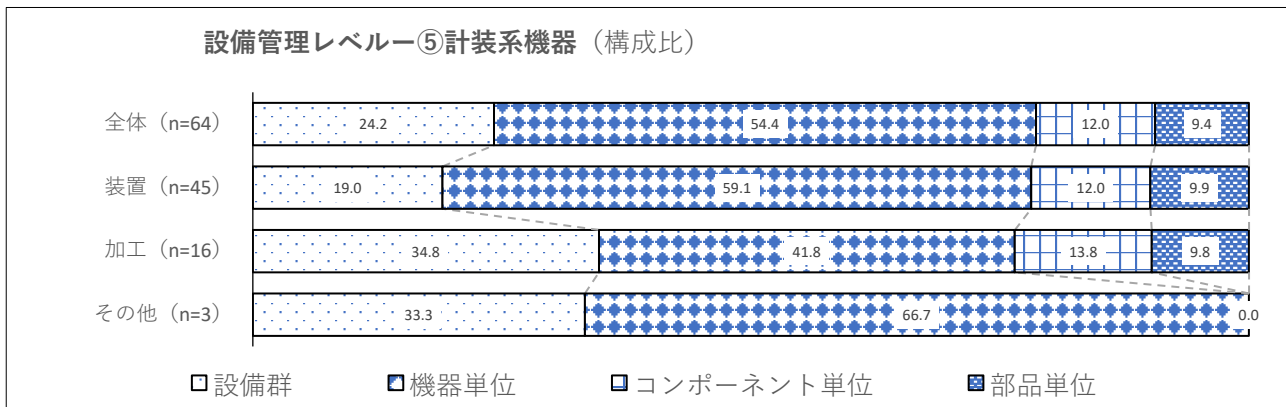 設備管理レベルー⑤計装系機器（構成比）
全体（n=64） 24.2 54.4 12.0 9.4
装置（n=45） 19.0 59.1 12.0 9.9
加工（n=16） 34.8 41.8 13.8 9.8
その他（n=3） 33.3 66.7 0.0
設備群 機器単位 コンポーネント単位 部品単位